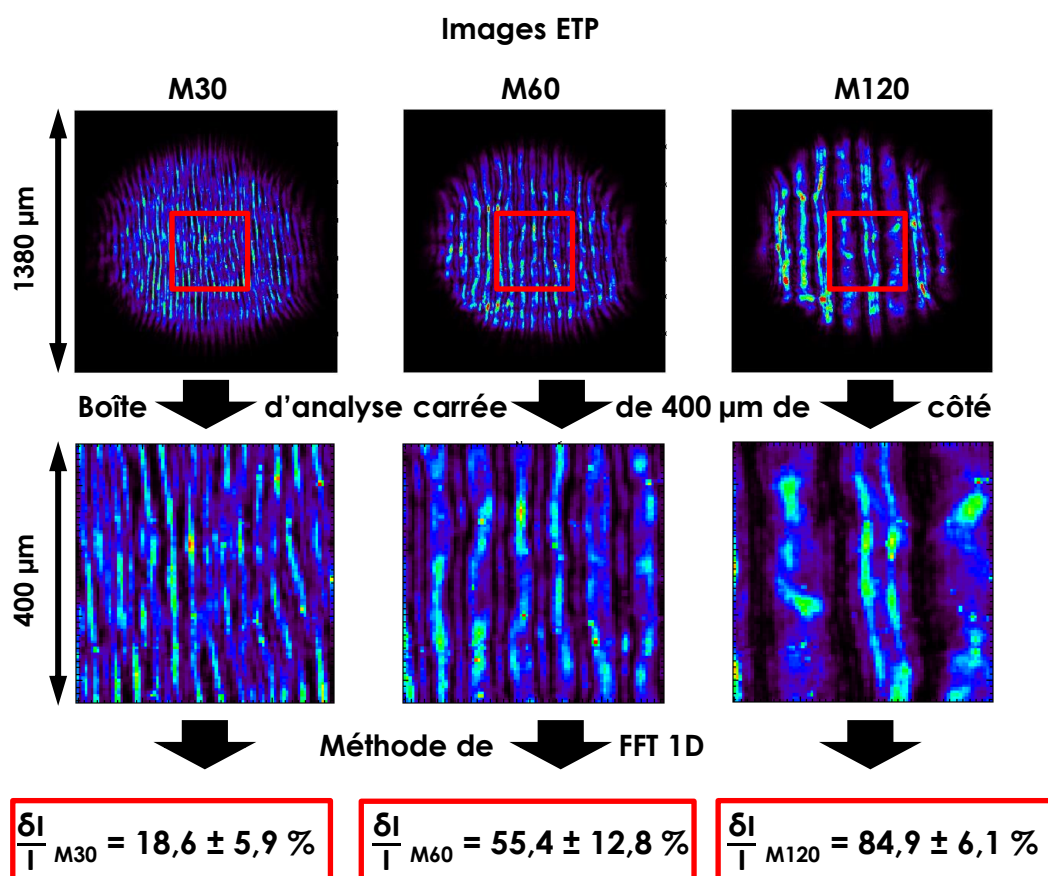 Images ETP
M30 M60 M120
1380 µm
Boîte d'analyse carrée de 400 µm de côté
400 µm
Méthode de FFT 1D
δI/I M30 = 18,6 ± 5,9 %
δI/I M60 = 55,4 ± 12,8 %
δI/I M120 = 84,9 ± 6,1 %